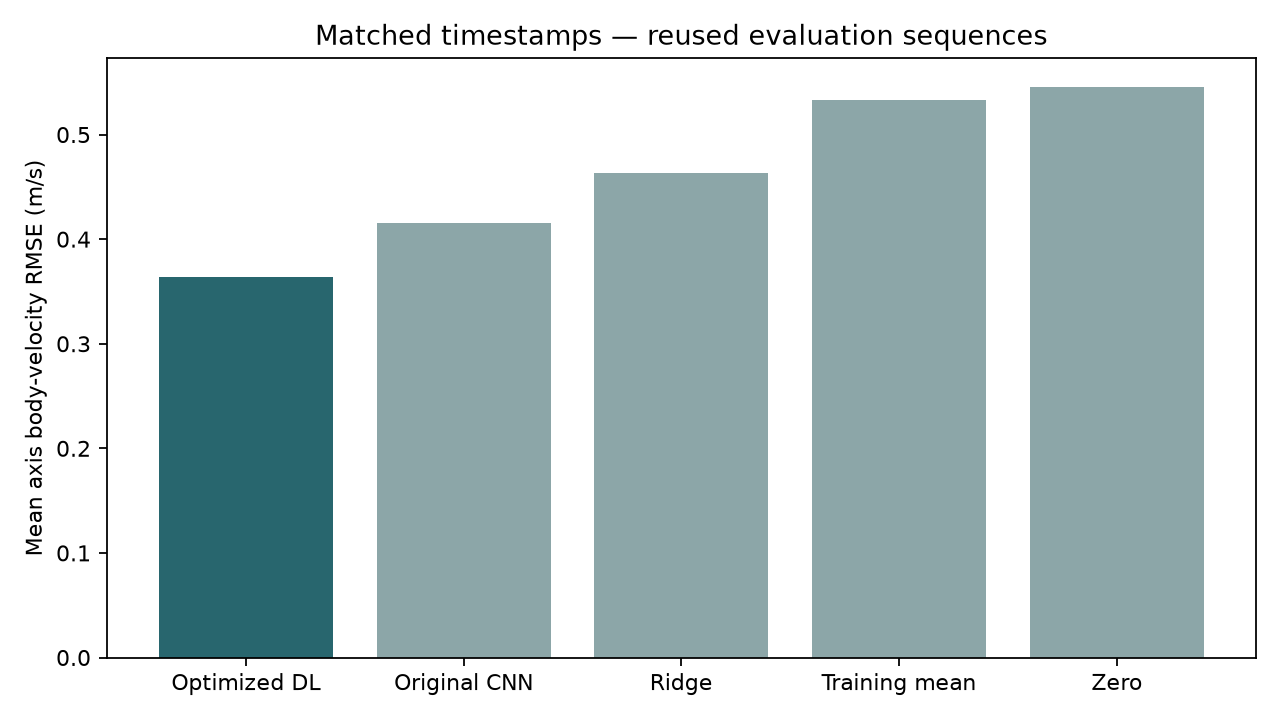 Matched timestamps — reused evaluation sequences
Mean axis body-velocity RMSE (m/s)
0.5
0.4
0.3
0.2
0.1
0.0
Optimized DL
Original CNN
Ridge
Training mean
Zero